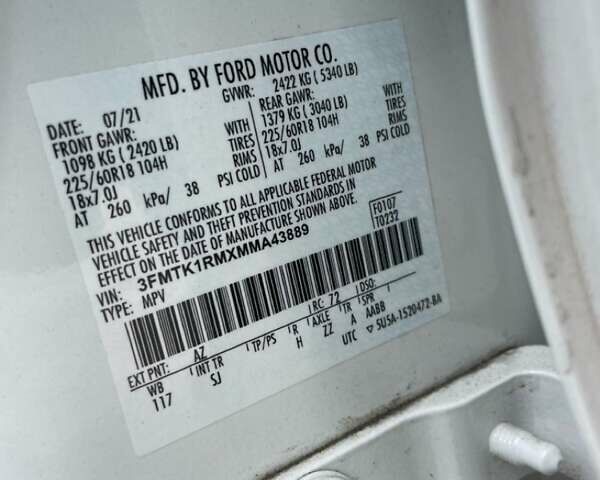 MFD. BY FORD MOTOR CO.
DATE: 07/21 GVWR: 2422 KG ( 5340 LB)
FRONT GAWR: REAR GAWR:
1098 KG ( 2420 LB) WITH 1379 KG ( 3040 LB) WITH
225/60R18 104H TIRES 225/60R18 104H TIRES
18x7.0J RIMS 18x7.0J RIMS
AT 260 kPa/ 38 PSI COLD AT 260 kPa/ 38 PSI COLD
THIS VEHICLE CONFORMS TO ALL APPLICABLE FEDERAL MOTOR
VEHICLE SAFETY AND THEFT PREVENTION STANDARDS IN
EFFECT ON THE DATE OF MANUFACTURE SHOWN ABOVE.
F0107
T0232
VIN: 3FMTK1RMXMMA43889
TYPE: MPV
EXT PNT: AZ RC: 72 DSO:
WB INT TR TP/PS R AXLE TR SPR
117 SJ H ZZ A AABB
UTC ▽ 5U5A-1520472-BA